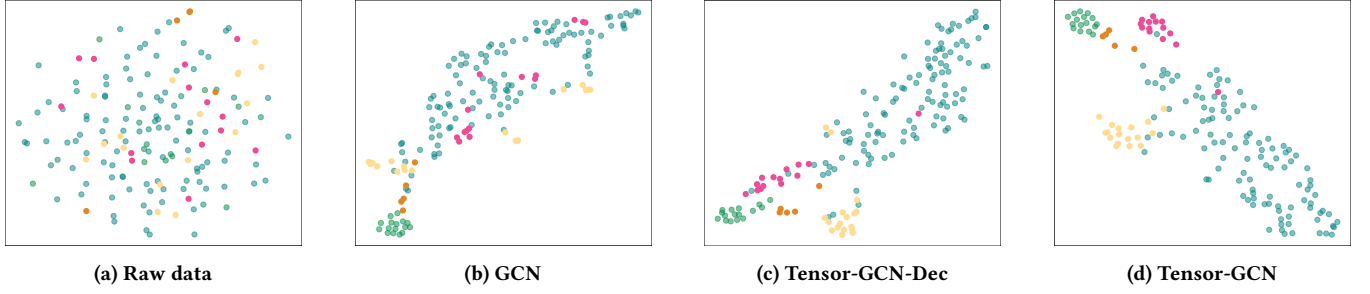 (a) Raw data
(b) GCN
(c) Tensor-GCN-Dec
(d) Tensor-GCN